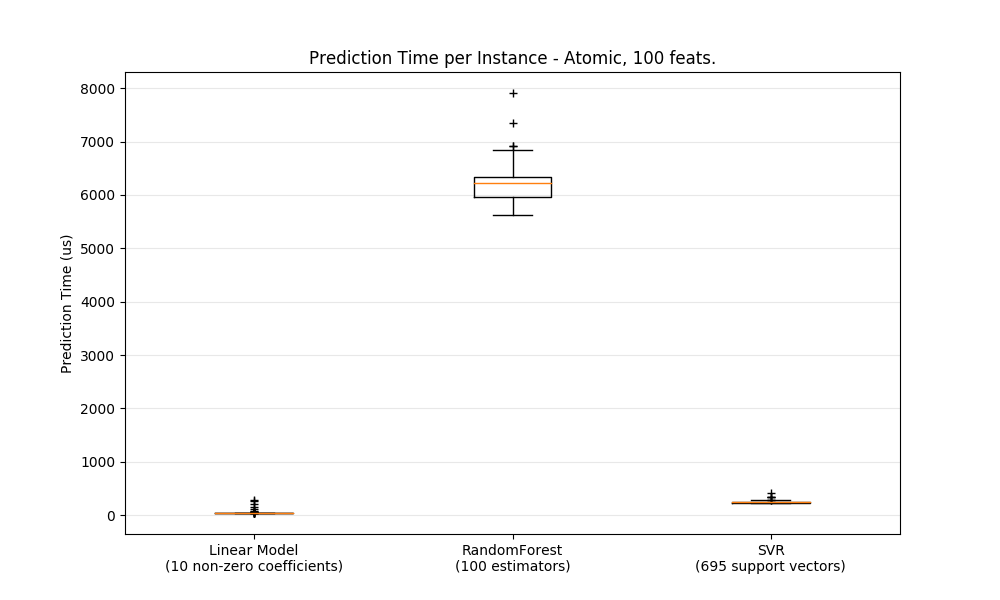 Prediction Time per Instance - Atomic, 100 feats.
8000
7000
6000
5000
4000
3000
2000
1000
0
Prediction Time (us)
Linear Model
(10 non-zero coefficients)
RandomForest
(100 estimators)
SVR
(695 support vectors)